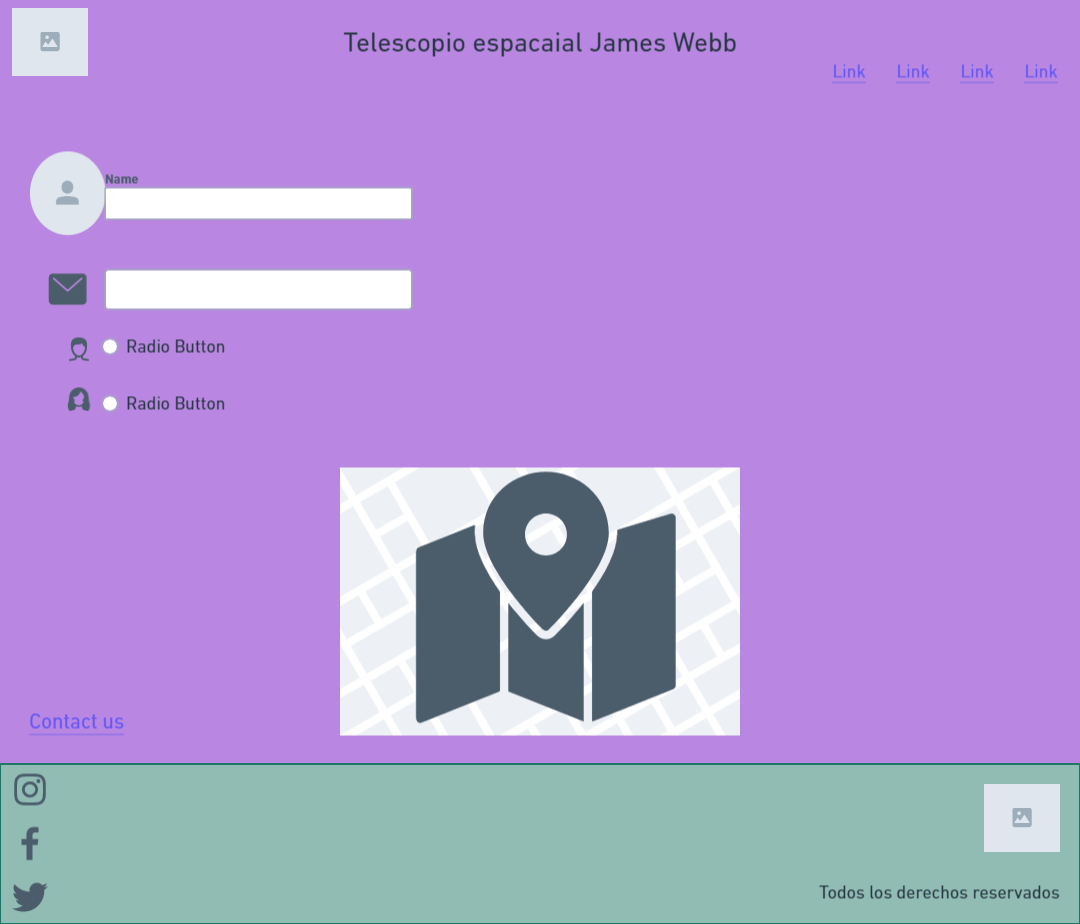 Telescopio espacaial James Webb
Link Link Link Link
Name
Radio Button
Radio Button
Contact us
Todos los derechos reservados